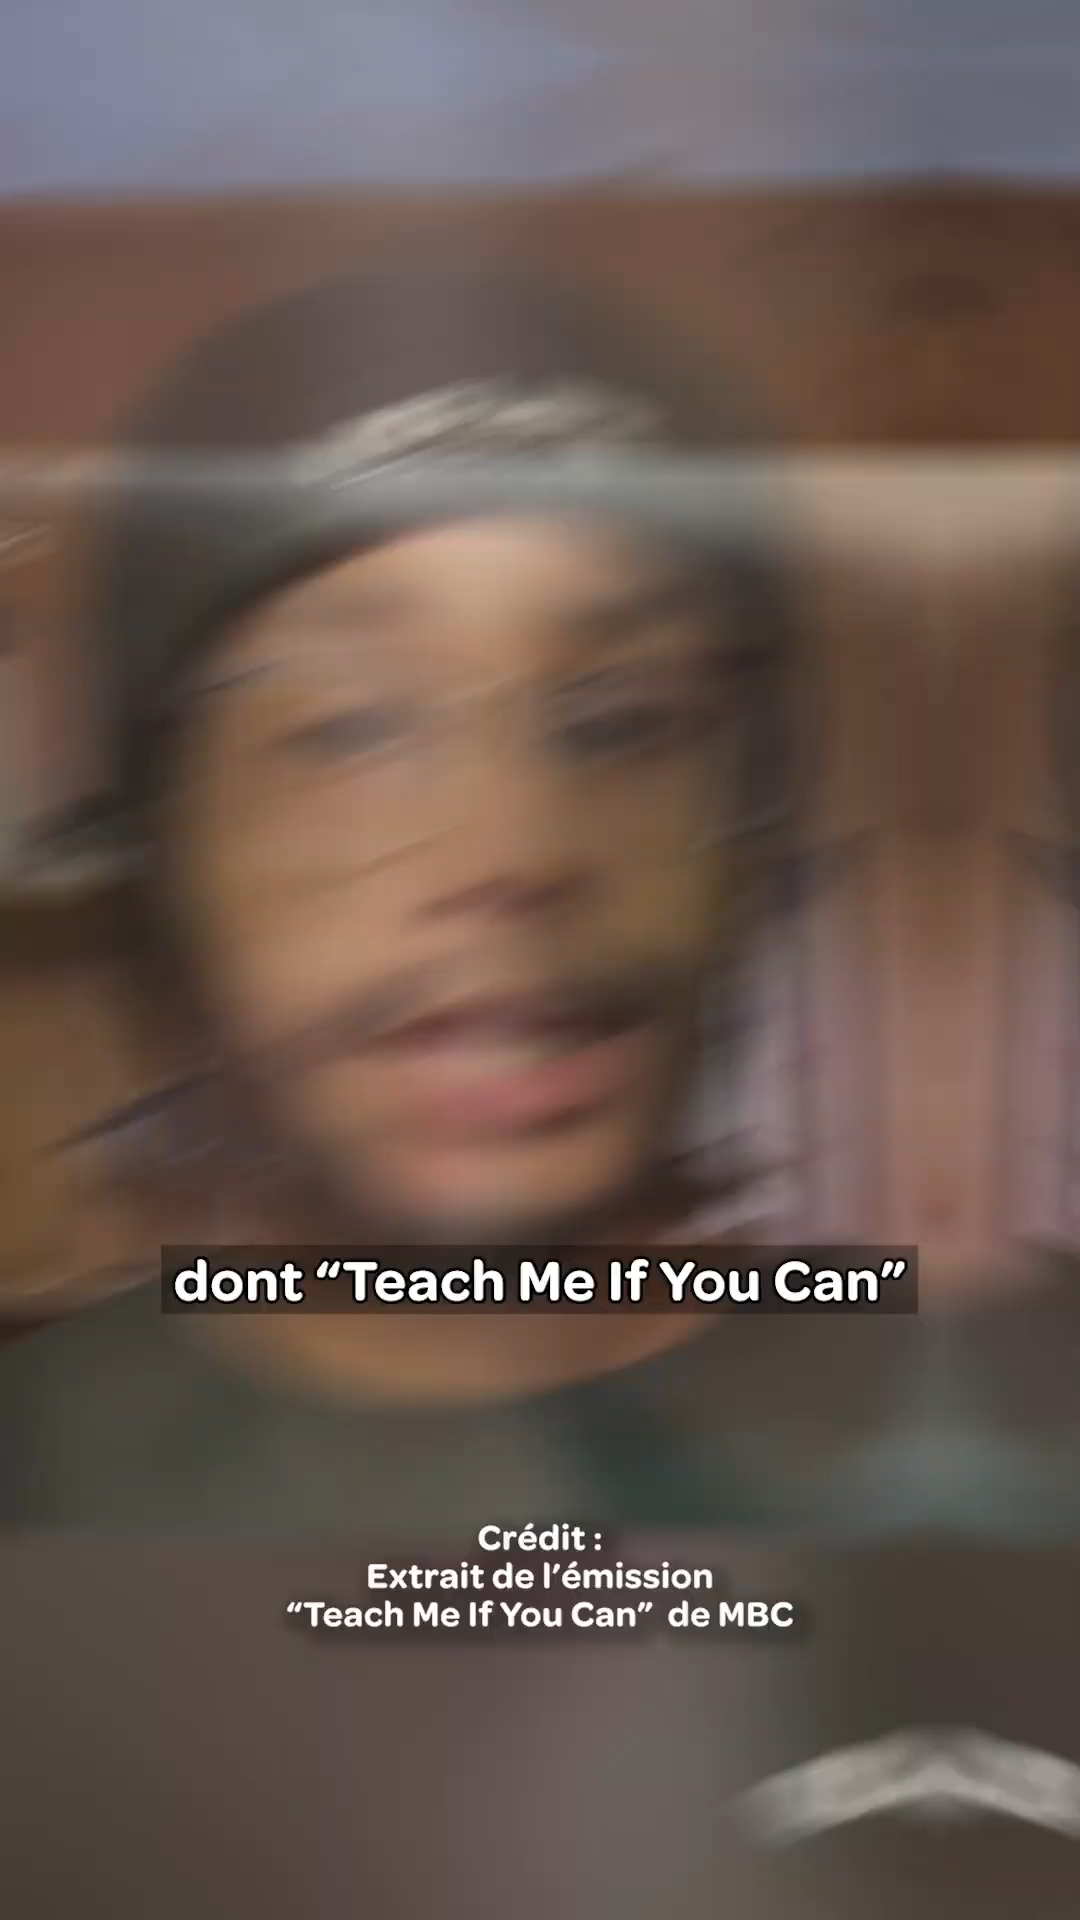 dont “Teach Me If You Can”
Crédit :
Extrait de l’émission
“Teach Me If You Can” de MBC